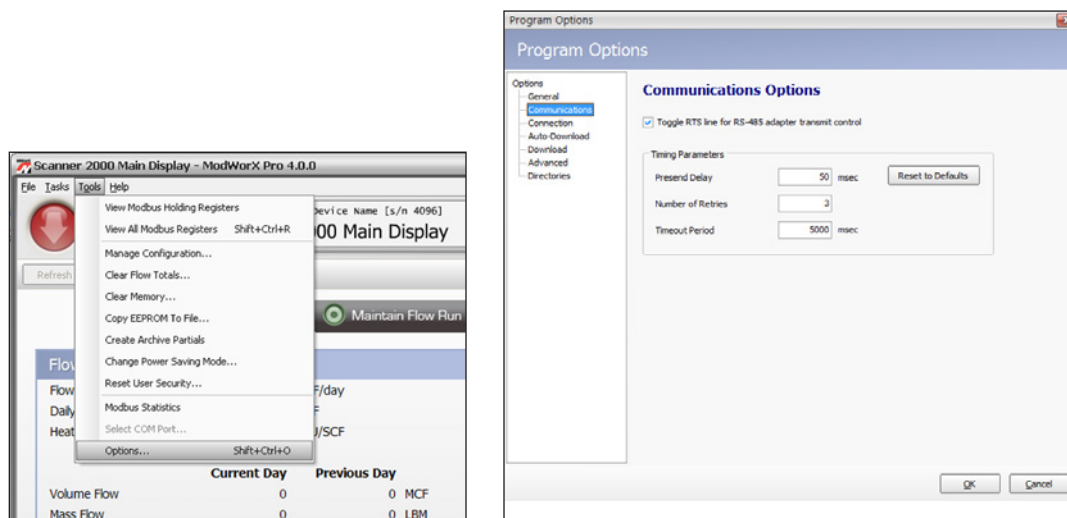 Scanner 2000 Main Display - ModWorX Pro 4.0.0
File Tasks Tools Help
View Modbus Holding Registers
View All Modbus Registers Shift+Ctrl+R
Manage Configuration...
Clear Flow Totals...
Clear Memory...
Copy EEPROM To File...
Create Archive Partials
Change Power Saving Mode...
Reset User Security...
Modbus Statistics
Select COM Port...
Options... Shift+Ctrl+O
Device Name [s/n 4096]
00 Main Display
Refresh
Maintain Flow Run
Flow
Flow F/day
Daily F
Heat J/SCF
Current Day Previous Day
Volume Flow 0 0 MCF
Mass Flow 0 0 LBM
Program Options
Program Options
Options
General
Communications
Connection
Auto-Download
Download
Advanced
Directories
Communications Options
Toggle RTS line for RS-485 adapter transmit control
Timing Parameters
Presend Delay 50 msec Reset to Defaults
Number of Retries 3
Timeout Period 5000 msec
OK Cancel